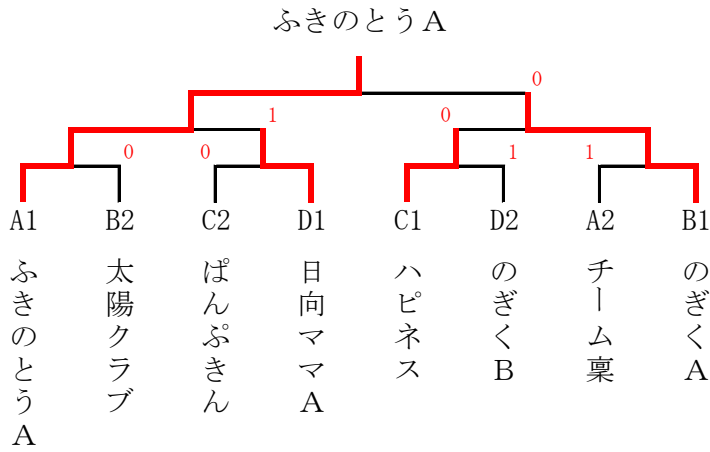 ふきのとうA
0
1
0
0
0
1
1
A1
B2
C2
D1
C1
D2
A2
B1
ふきのとうA
太陽クラブ
ぱんぷきん
日向ママA
ハピネス
のぎくB
チーム稟
のぎくA